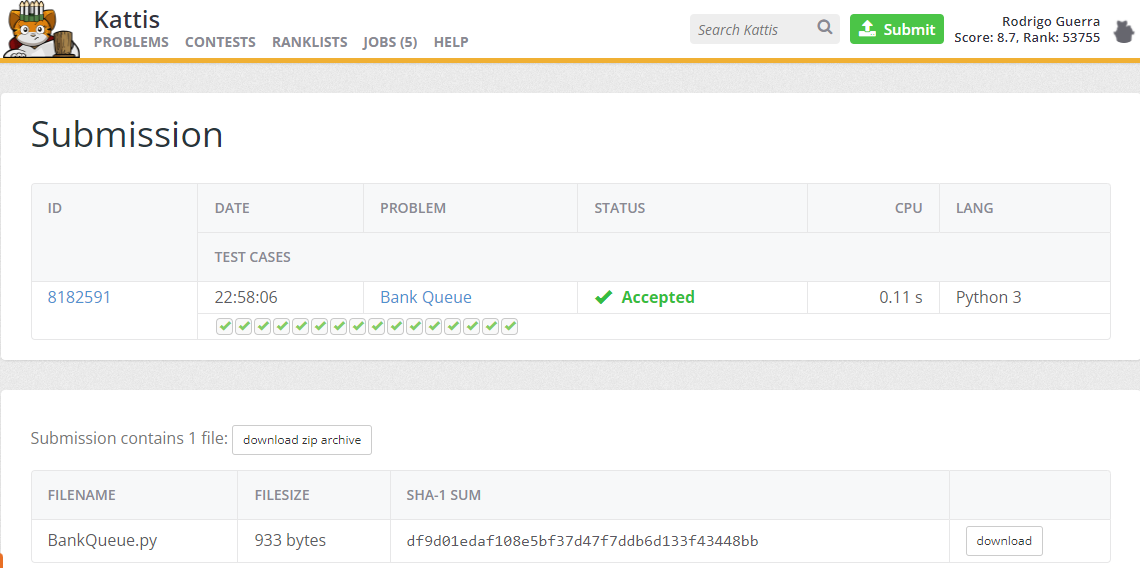 Kattis
PROBLEMS CONTESTS RANKLISTS JOBS (5) HELP
Search Kattis
Submit
Rodrigo Guerra
Score: 8.7, Rank: 53755
Submission
ID DATE PROBLEM STATUS CPU LANG
TEST CASES
8182591 22:58:06 Bank Queue Accepted 0.11 s Python 3
Submission contains 1 file: download zip archive
FILENAME FILESIZE SHA-1 SUM
BankQueue.py 933 bytes df9d01edaf108e5bf37d47f7ddb6d133f43448bb download